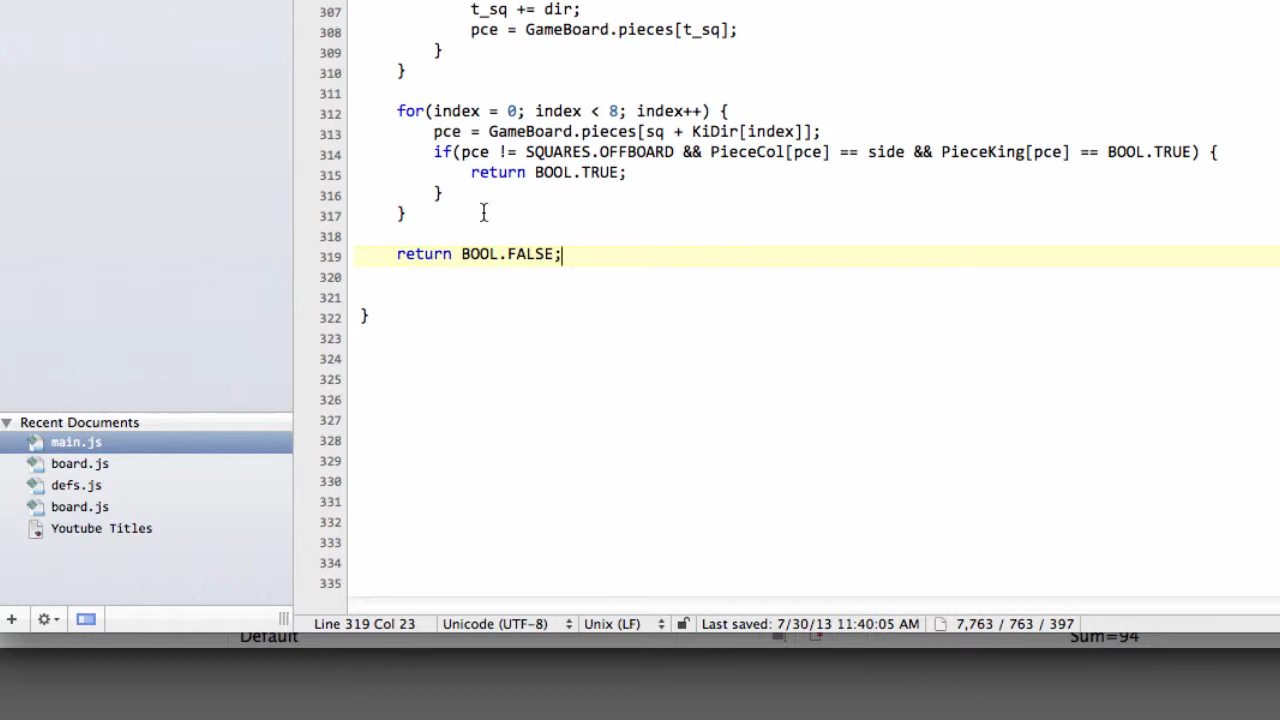 307 t_sq += dir;
308 pce = GameBoard.pieces[t_sq];
309 }
310 }
311
312 for(index = 0; index < 8; index++) {
313 pce = GameBoard.pieces[sq + KiDir[index]];
314 if(pce != SQUARES.OFFBOARD && PieceCol[pce] == side && PieceKing[pce] == BOOL.TRUE) {
315 return BOOL.TRUE;
316 }
317 }
318
319 return BOOL.FALSE;
320
321
322 }
323
324
325
326
327
328
329
330
331
332
333
334
335
Recent Documents
main.js
board.js
defs.js
board.js
Youtube Titles
Line 319 Col 23 Unicode (UTF-8) Unix (LF) Last saved: 7/30/13 11:40:05 AM 7,763 / 763 / 397
Default Sum=94